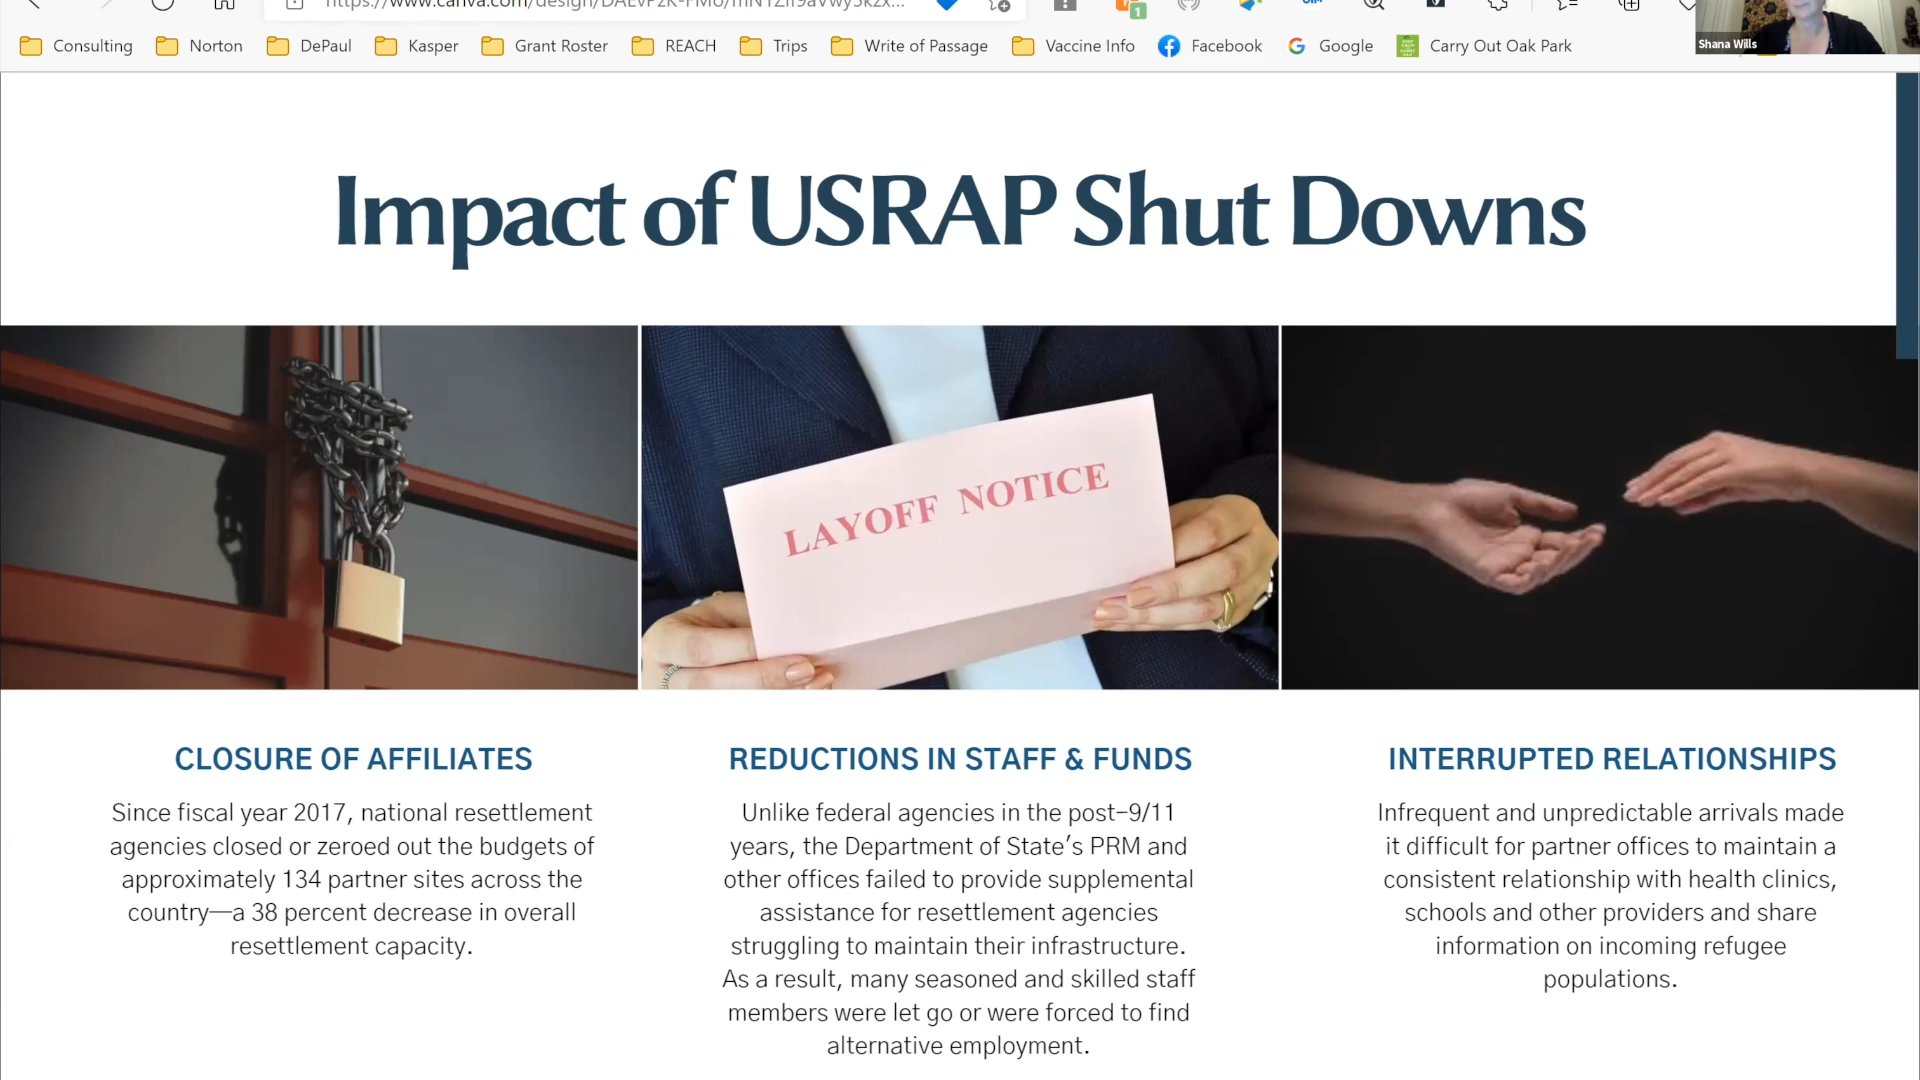 Consulting Norton DePaul Kasper Grant Roster REACH Trips Write of Passage Vaccine Info Facebook Google Carry Out Oak Park
Shana Wills
Impact of USRAP Shut Downs
LAYOFF NOTICE
CLOSURE OF AFFILIATES
Since fiscal year 2017, national resettlement
agencies closed or zeroed out the budgets of
approximately 134 partner sites across the
country—a 38 percent decrease in overall
resettlement capacity.
REDUCTIONS IN STAFF & FUNDS
Unlike federal agencies in the post-9/11
years, the Department of State's PRM and
other offices failed to provide supplemental
assistance for resettlement agencies
struggling to maintain their infrastructure.
As a result, many seasoned and skilled staff
members were let go or were forced to find
alternative employment.
INTERRUPTED RELATIONSHIPS
Infrequent and unpredictable arrivals made
it difficult for partner offices to maintain a
consistent relationship with health clinics,
schools and other providers and share
information on incoming refugee
populations.